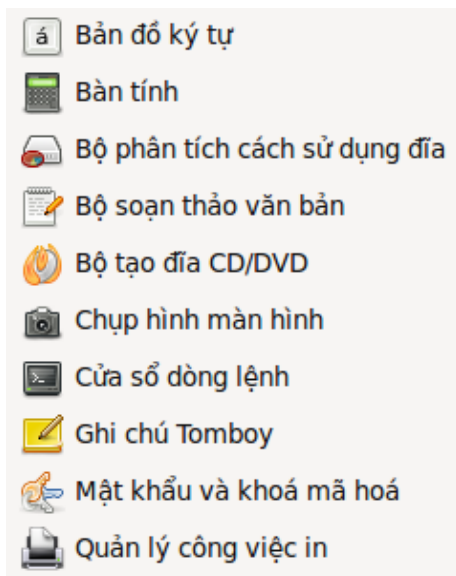 á Bản đồ ký tự
Bàn tính
Bộ phân tích cách sử dụng đĩa
Bộ soạn thảo văn bản
Bộ tạo đĩa CD/DVD
Chụp hình màn hình
Cửa sổ dòng lệnh
Ghi chú Tomboy
Mật khẩu và khoá mã hoá
Quản lý công việc in